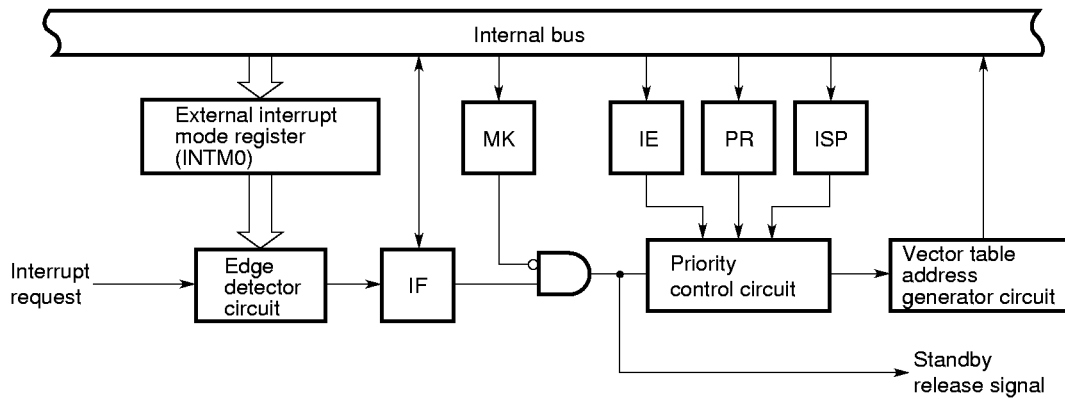 Internal bus
External interrupt
mode register
(INTM0)
MK
IE
PR
ISP
Interrupt
request
Edge
detector
circuit
IF
Priority
control circuit
Vector table
address
generator circuit
Standby
release signal